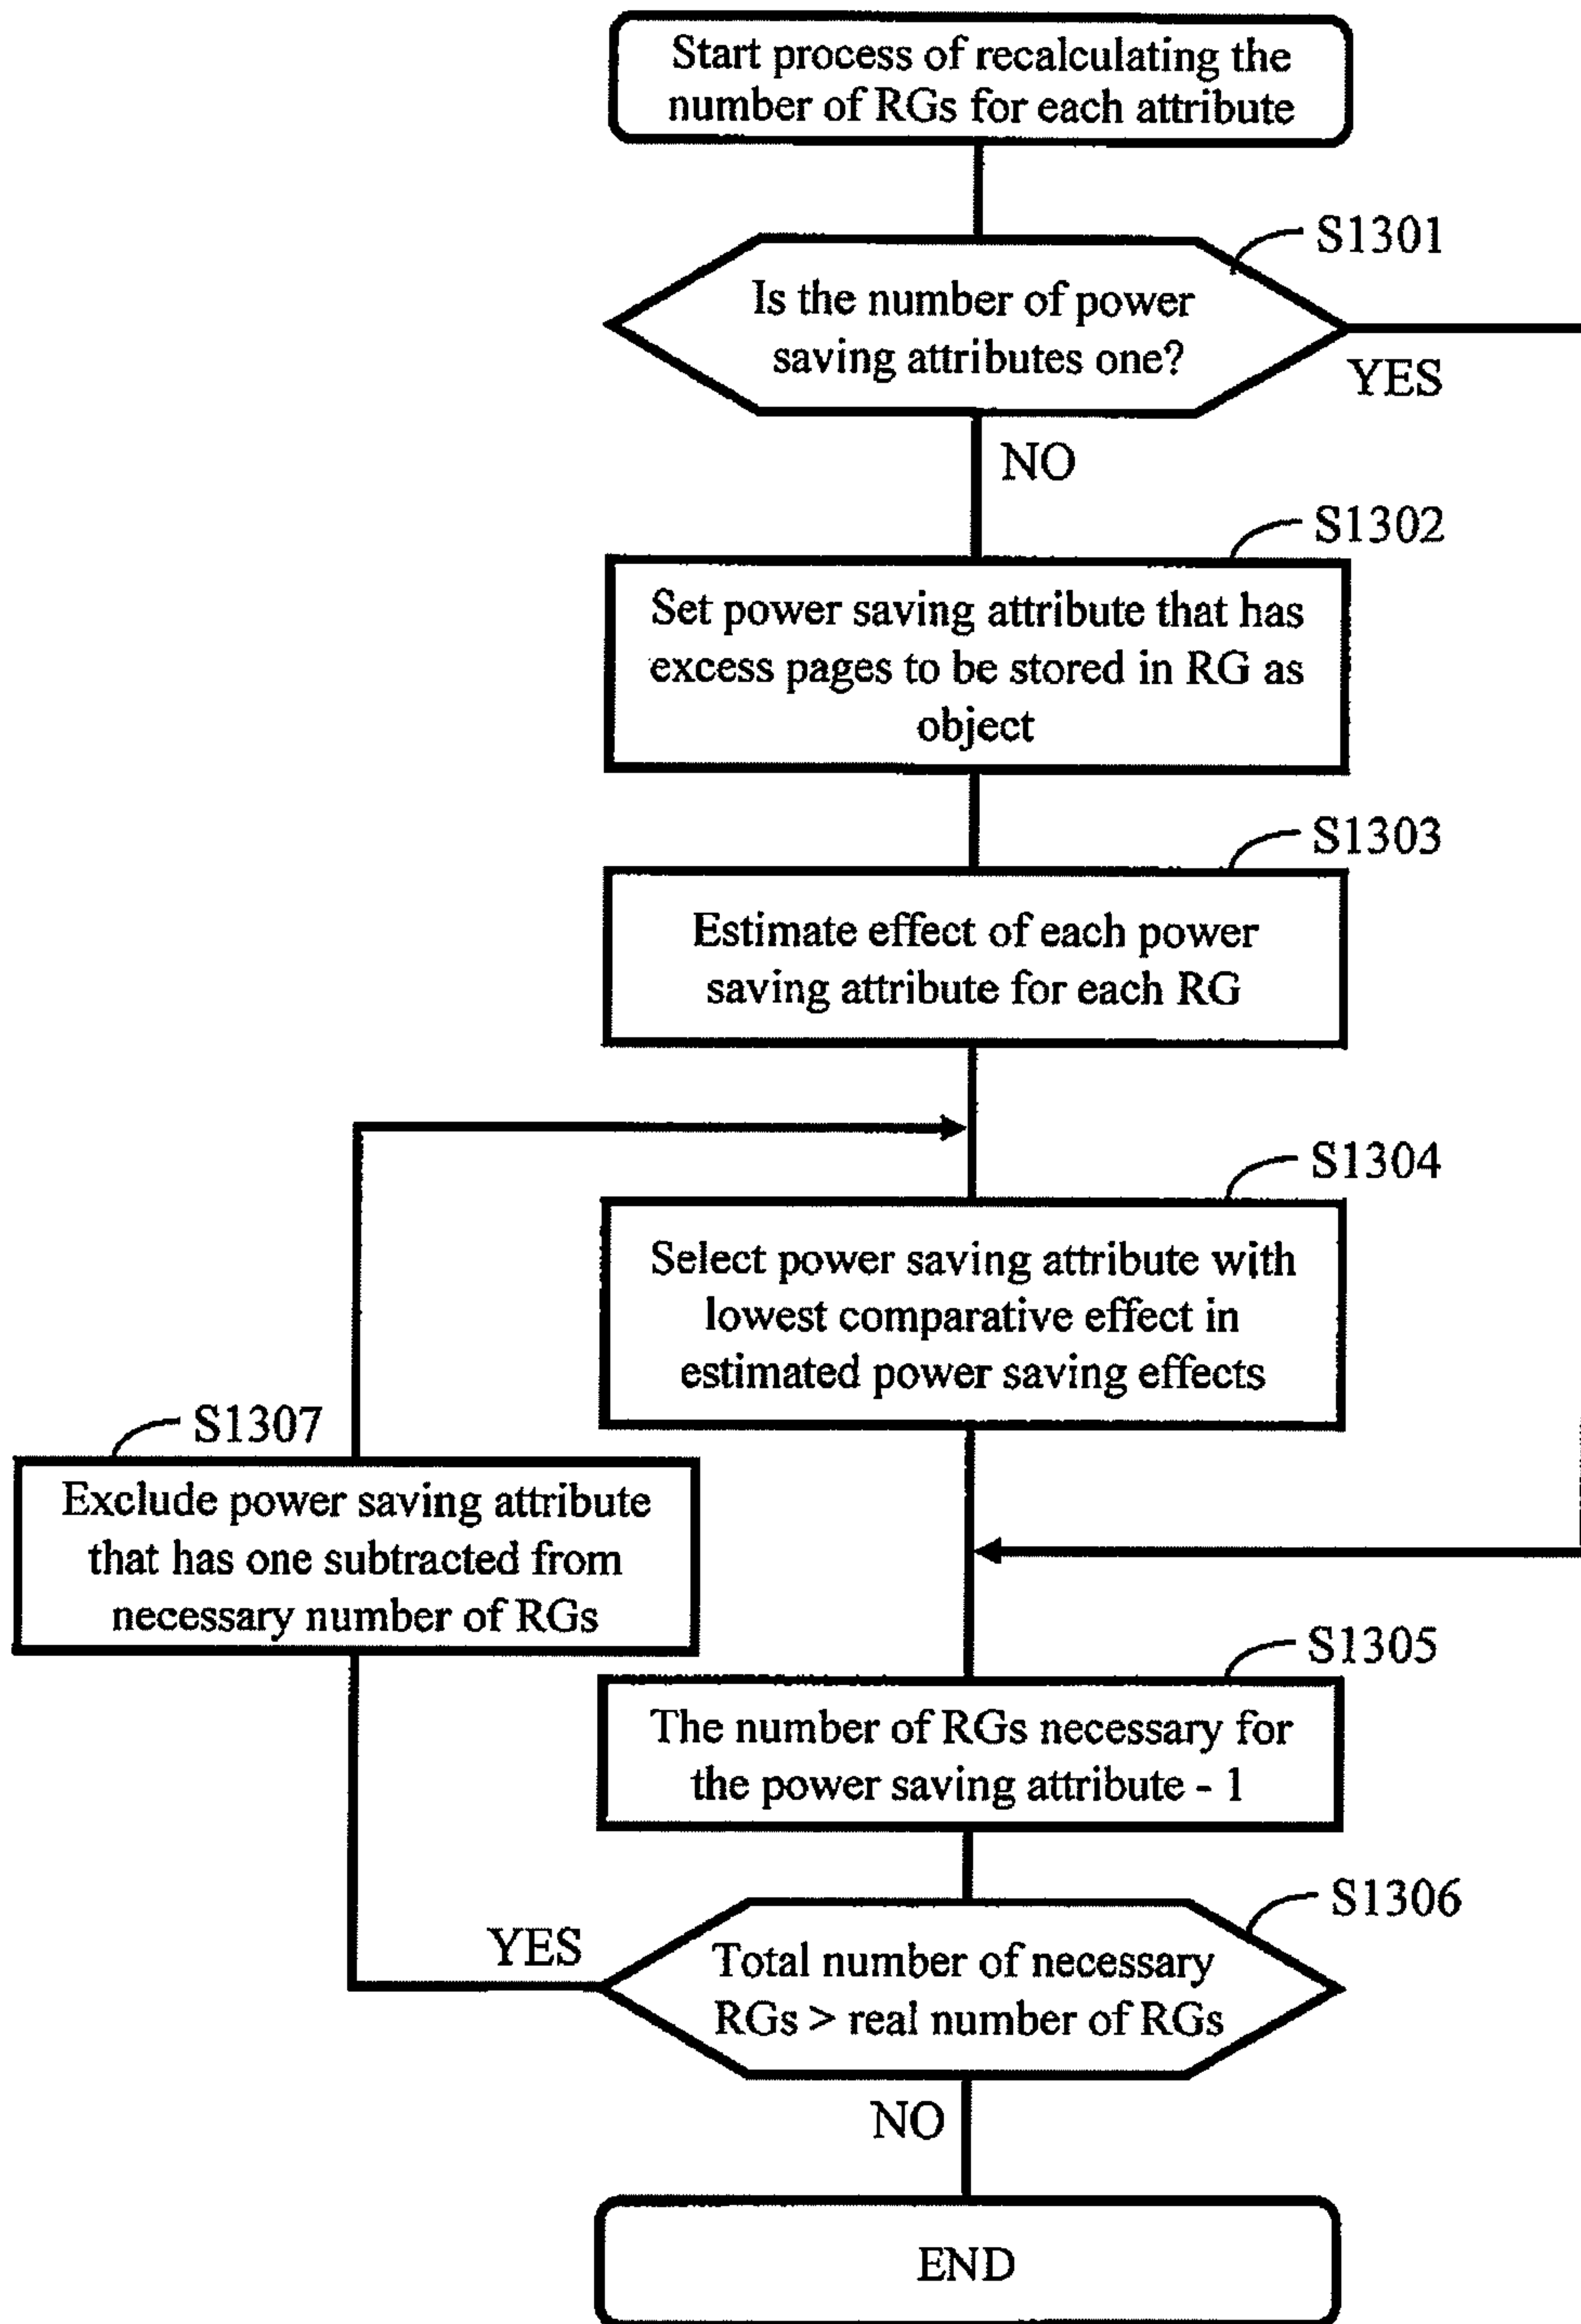 Start process of recalculating the
number of RGs for each attribute
S1301
Is the number of power
saving attributes one?
YES
NO
S1302
Set power saving attribute that has
excess pages to be stored in RG as
object
S1303
Estimate effect of each power
saving attribute for each RG
S1304
Select power saving attribute with
lowest comparative effect in
estimated power saving effects
S1307
Exclude power saving attribute
that has one subtracted from
necessary number of RGs
S1305
The number of RGs necessary for
the power saving attribute - 1
S1306
YES
Total number of necessary
RGs > real number of RGs
NO
END